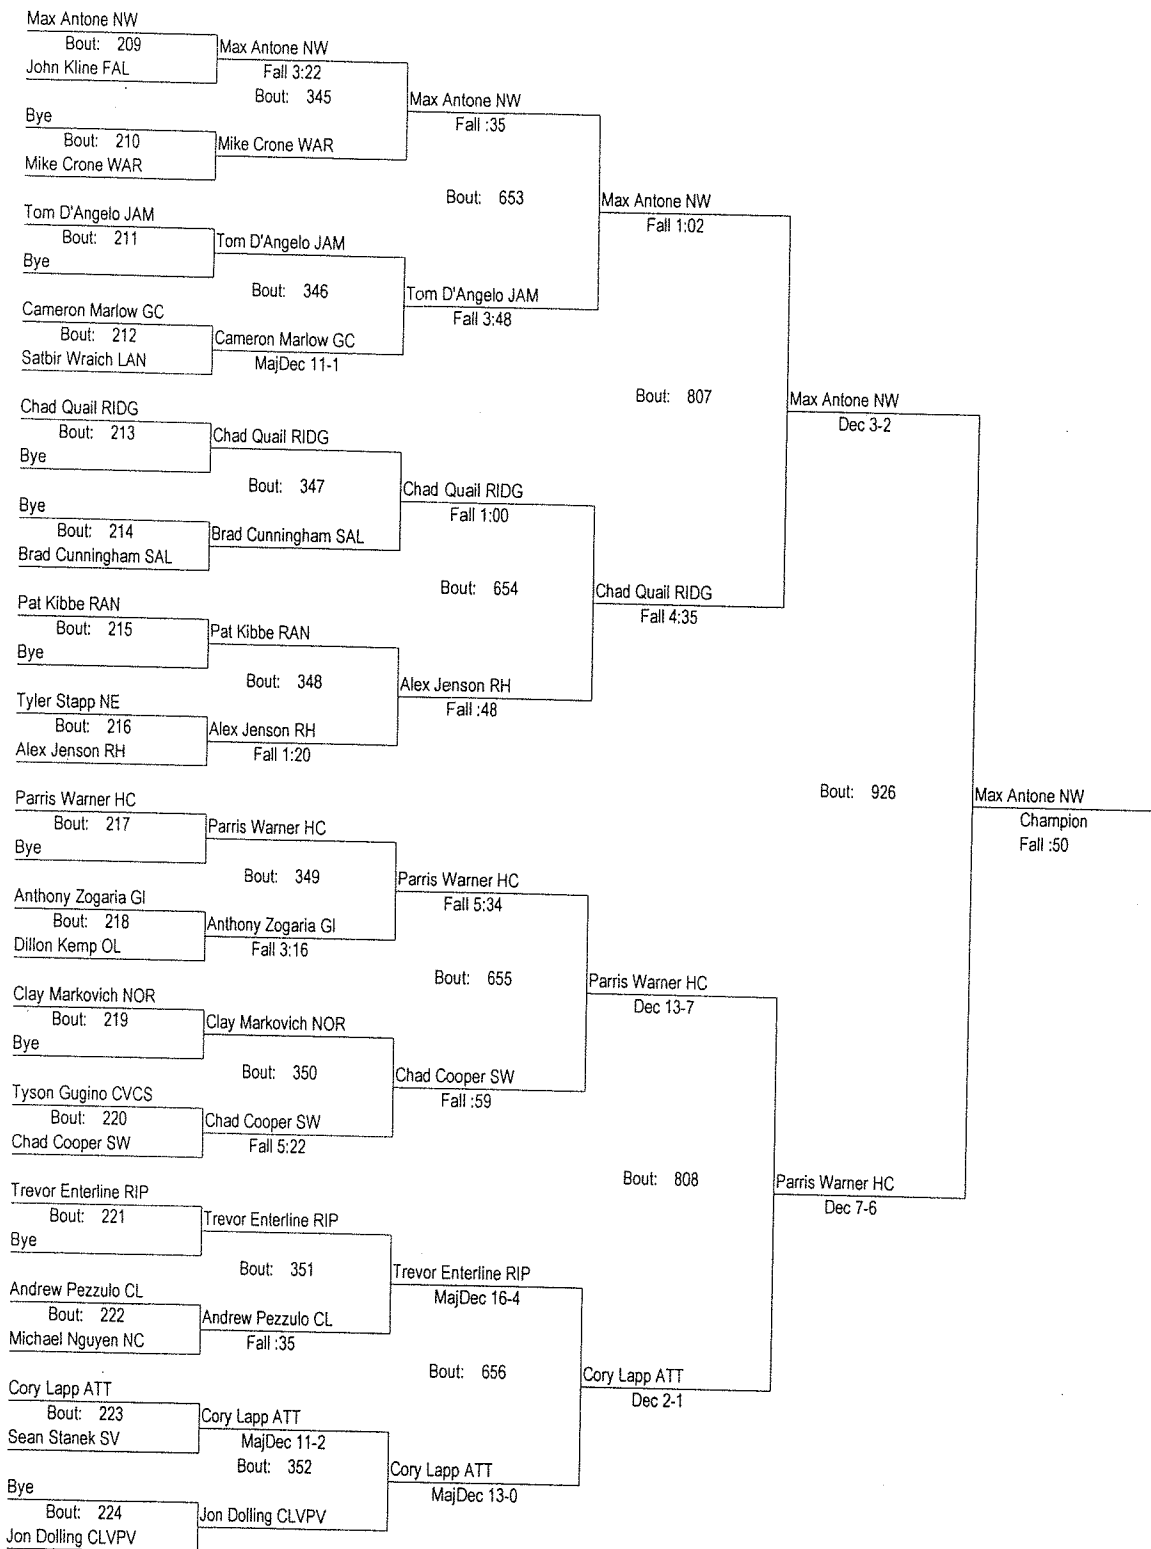 Max Antone NW
Bout: 209
John Kline FAL
Max Antone NW
Fall 3:22
Bout: 345
Bye
Bout: 210
Mike Crone WAR
Mike Crone WAR
Max Antone NW
Fall :35
Bout: 653
Tom D'Angelo JAM
Bout: 211
Bye
Tom D'Angelo JAM
Bout: 346
Cameron Marlow GC
Bout: 212
Satbir Wraich LAN
Cameron Marlow GC
MajDec 11-1
Tom D'Angelo JAM
Fall 3:48
Max Antone NW
Fall 1:02
Bout: 807
Chad Quail RIDG
Bout: 213
Bye
Chad Quail RIDG
Bout: 347
Bye
Bout: 214
Brad Cunningham SAL
Brad Cunningham SAL
Chad Quail RIDG
Fall 1:00
Bout: 654
Pat Kibbe RAN
Bout: 215
Bye
Pat Kibbe RAN
Bout: 348
Tyler Stapp NE
Bout: 216
Alex Jenson RH
Alex Jenson RH
Fall 1:20
Alex Jenson RH
Fall :48
Chad Quail RIDG
Fall 4:35
Max Antone NW
Dec 3-2
Bout: 926
Parris Warner HC
Bout: 217
Bye
Parris Warner HC
Bout: 349
Anthony Zogaria GI
Bout: 218
Dillon Kemp OL
Anthony Zogaria GI
Fall 3:16
Parris Warner HC
Fall 5:34
Bout: 655
Clay Markovich NOR
Bout: 219
Bye
Clay Markovich NOR
Bout: 350
Tyson Gugino CVCS
Bout: 220
Chad Cooper SW
Chad Cooper SW
Fall 5:22
Chad Cooper SW
Fall :59
Parris Warner HC
Dec 13-7
Bout: 808
Trevor Enterline RIP
Bout: 221
Bye
Trevor Enterline RIP
Bout: 351
Andrew Pezzulo CL
Bout: 222
Michael Nguyen NC
Andrew Pezzulo CL
Fall :35
Trevor Enterline RIP
MajDec 16-4
Bout: 656
Cory Lapp ATT
Bout: 223
Sean Stanek SV
Cory Lapp ATT
MajDec 11-2
Bout: 352
Bye
Bout: 224
Jon Dolling CLVPV
Jon Dolling CLVPV
Cory Lapp ATT
MajDec 13-0
Cory Lapp ATT
Dec 2-1
Parris Warner HC
Dec 7-6
Max Antone NW
Champion
Fall :50